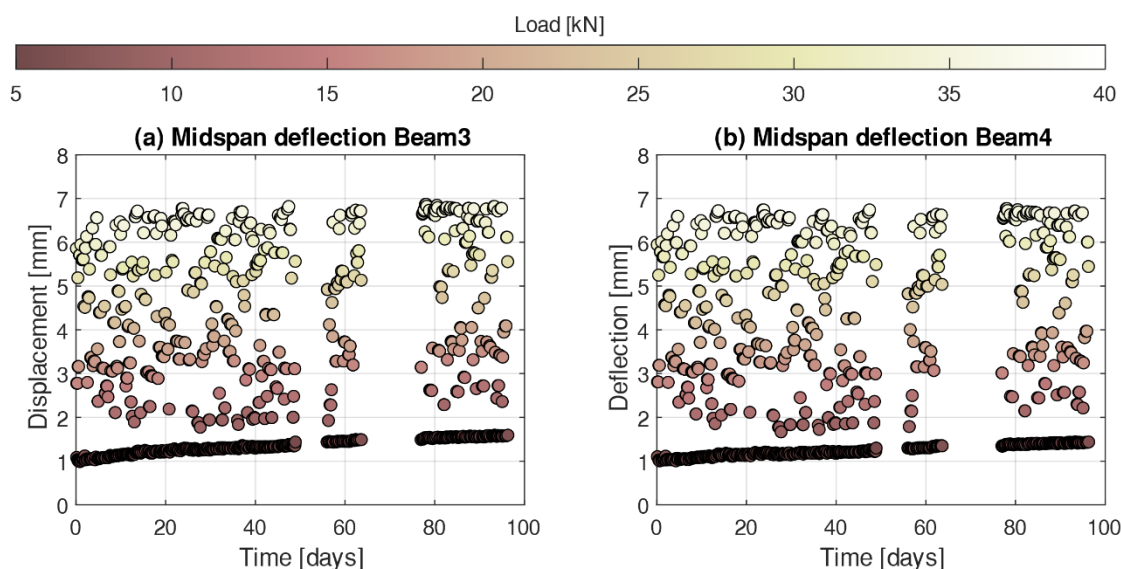 Load [kN]
5 10 15 20 25 30 35 40
(a) Midspan deflection Beam3
8
7
6
5
4
3
2
1
0
Displacement [mm]
0 20 40 60 80 100
Time [days]
(b) Midspan deflection Beam4
8
7
6
5
4
3
2
1
0
Deflection [mm]
0 20 40 60 80 100
Time [days]